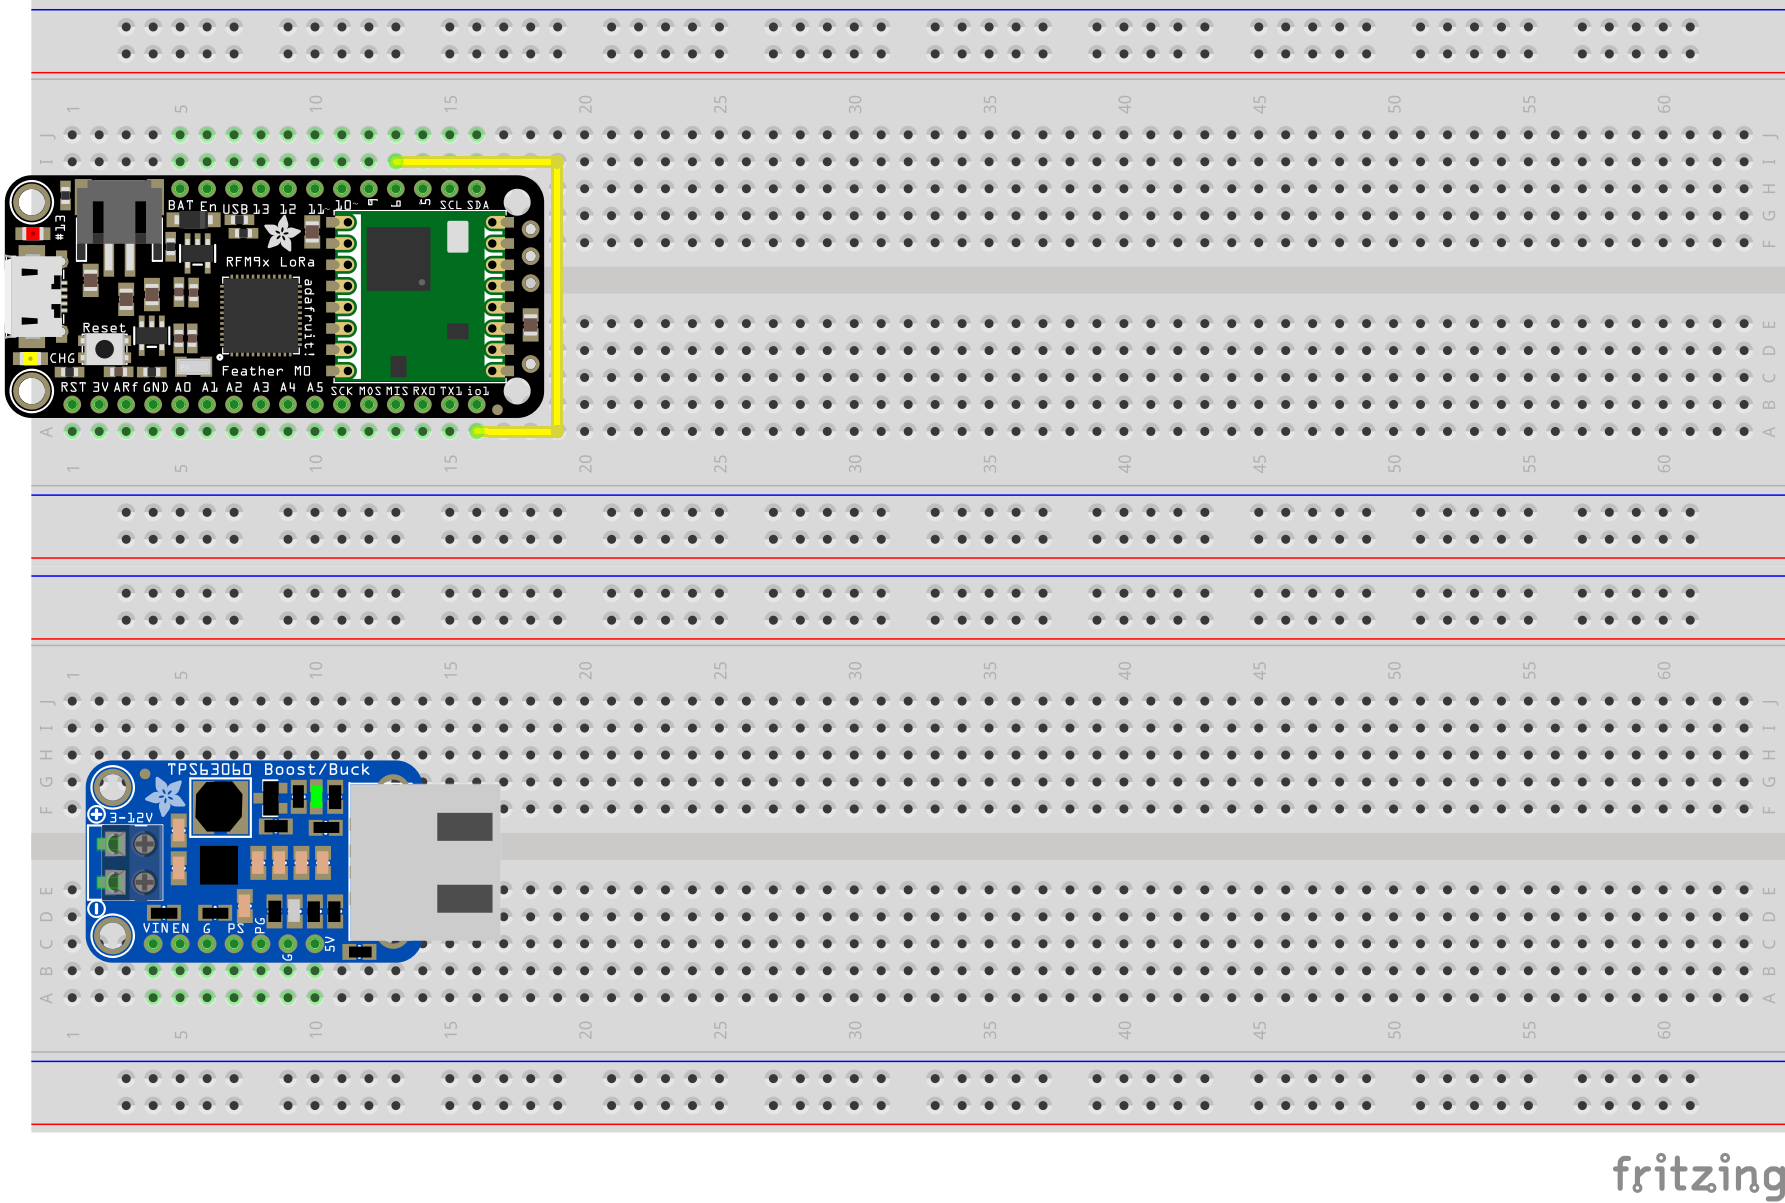 1 5 10 15 20 25 30 35 40 45 50 55 60
J J
I I
H
G
F
BAT En USB 13 12 11~ 10~ 9 6 5 SCL SDA
#13
RFM9x LoRa
adafruit!
Reset
E
D
CHG
Feather M0
C
RST 3V ARf GND A0 A1 A2 A3 A4 A5 SCK MOS MIS RX0 TX1 io1
B
A A
1 5 10 15 20 25 30 35 40 45 50 55 60
1 5 10 15 20 25 30 35 40 45 50 55 60
J J
I I
H H
TPS63060 Boost/Buck
G G
F F
+ 3-12V
E E
-
D D
VIN EN G PS PG G 5V
C C
B B
A A
1 5 10 15 20 25 30 35 40 45 50 55 60
fritzing